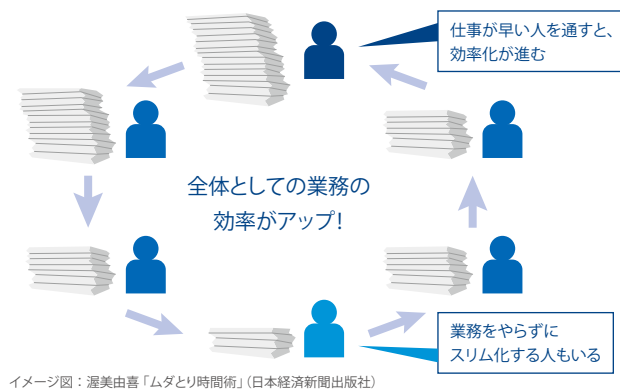 仕事が早い人を通すと、
効率化が進む
全体としての業務の
効率がアップ！
業務をやらずに
スリム化する人もいる
イメージ図：渥美由喜「ムダとり時間術」（日本経済新聞出版社）